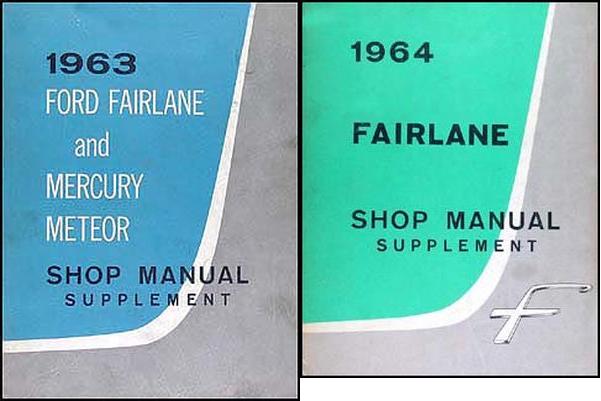 1963
FORD FAIRLANE
and
MERCURY
METEOR
SHOP MANUAL
SUPPLEMENT
1964
FAIRLANE
SHOP MANUAL
SUPPLEMENT
f